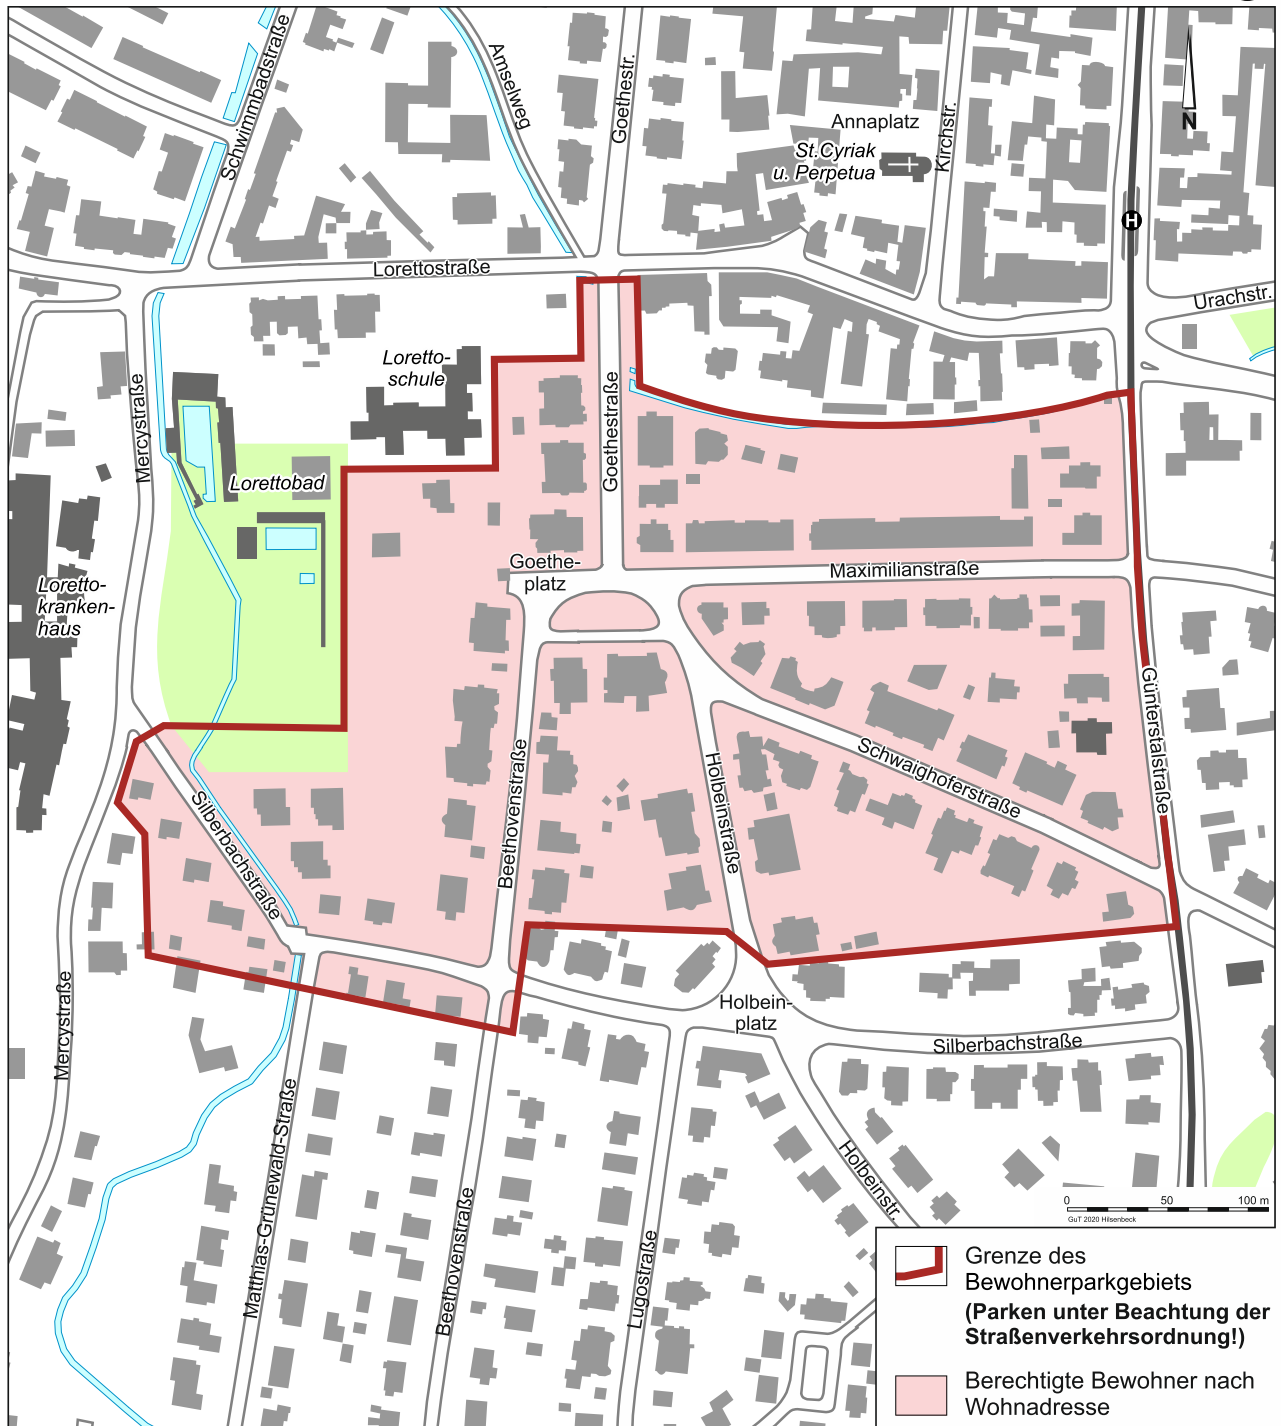 Schwimmbadstraße
Amselweg
Goethestr.
Annaplatz
St.Cyriak
u. Perpetua
Kirchstr.
N
H
Lorettostraße
Urachstr.
Loretto-
schule
Mercystraße
Goethestraße
Lorettobad
Goethe-
platz
Maximilianstraße
Loretto-
kranken-
haus
Günterstalstraße
Schwaighoferstraße
Beethovenstraße
Holbeinstraße
Silberbachstraße
Mercystraße
Holbein-
platz
Silberbachstraße
Matthias-Grünewald-Straße
Beethovenstraße
Lugostraße
Holbeinstr.
0 50 100 m
GuT 2020 Hilsenbeck
Grenze des
Bewohnerparkgebiets
(Parken unter Beachtung der
Straßenverkehrsordnung!)
Berechtigte Bewohner nach
Wohnadresse